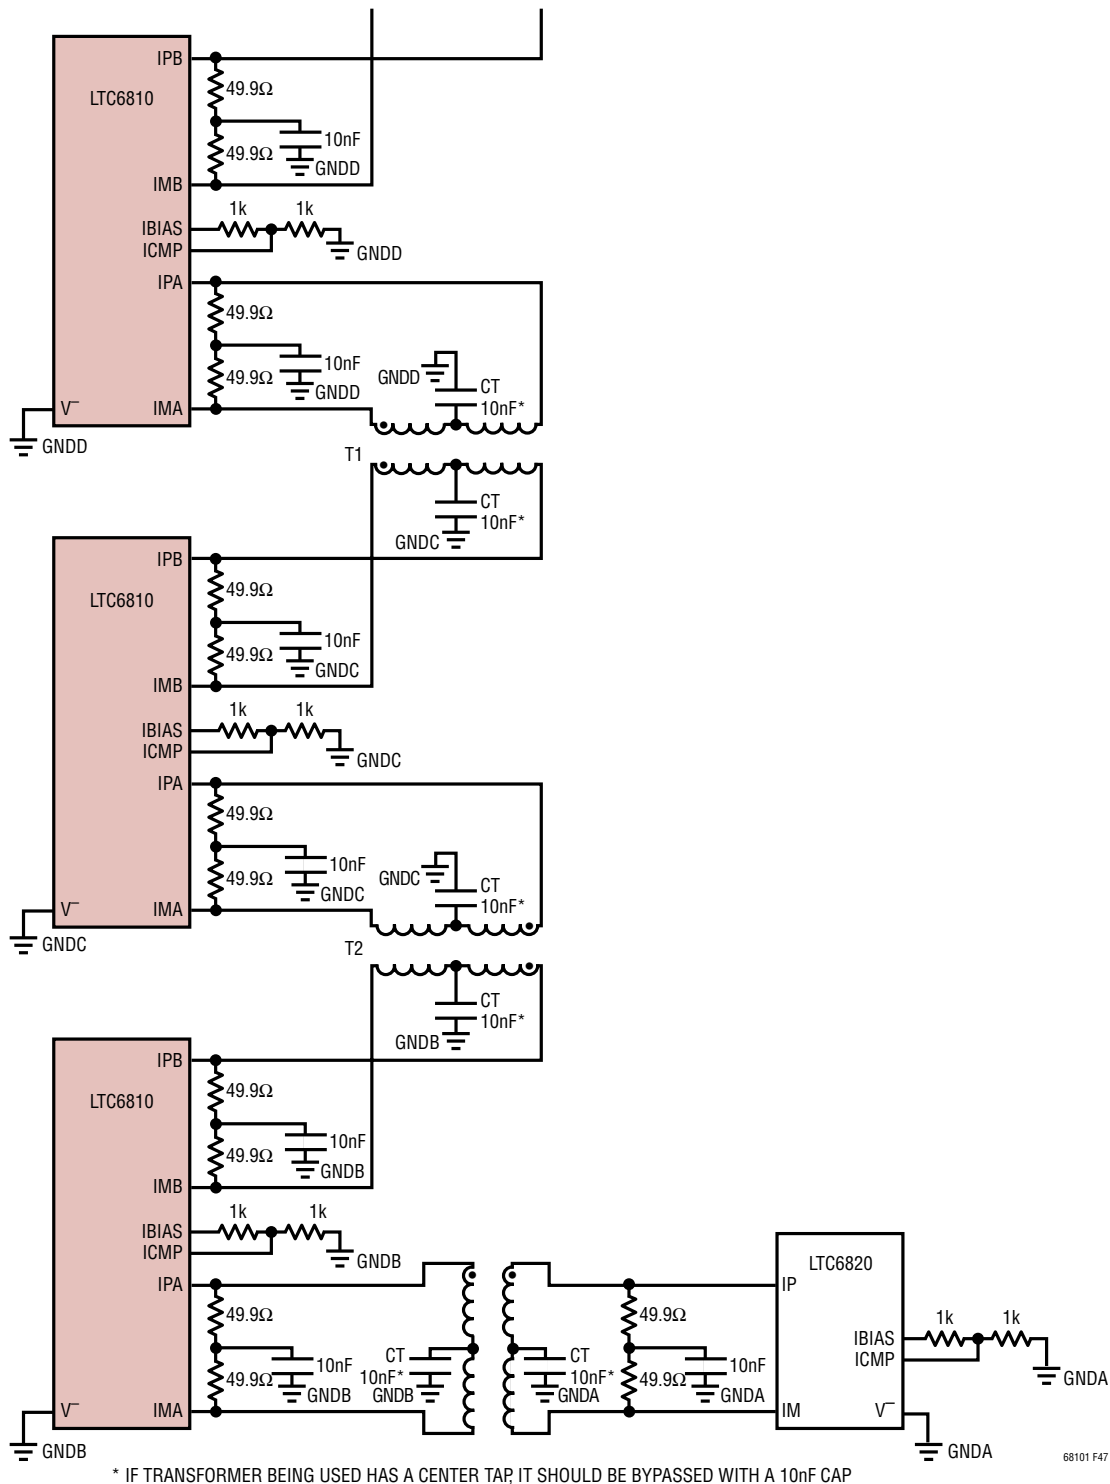 IPB
LTC6810
49.9Ω
10nF
49.9Ω
GNDD
IMB
1k 1k
IBIAS
ICMP
GNDD
IPA
49.9Ω
10nF
49.9Ω
GNDD
GNDD
CT
10nF*
V–
IMA
GNDD
T1
CT
10nF*
GNDC
IPB
LTC6810
49.9Ω
10nF
49.9Ω
GNDC
IMB
1k 1k
IBIAS
ICMP
GNDC
IPA
49.9Ω
10nF
49.9Ω
GNDC
GNDC
CT
10nF*
V–
IMA
GNDC
T2
CT
10nF*
GNDB
IPB
LTC6810
49.9Ω
10nF
49.9Ω
GNDB
IMB
1k 1k
IBIAS
ICMP
GNDB
IPA
49.9Ω
10nF
49.9Ω
GNDB
CT
10nF*
GNDB
CT
10nF*
GNDA
49.9Ω
10nF
49.9Ω
GNDA
LTC6820
IP
IBIAS
ICMP
1k 1k
GNDA
IM
V–
GNDA
V–
IMA
GNDB
68101 F47
* IF TRANSFORMER BEING USED HAS A CENTER TAP, IT SHOULD BE BYPASSED WITH A 10nF CAP